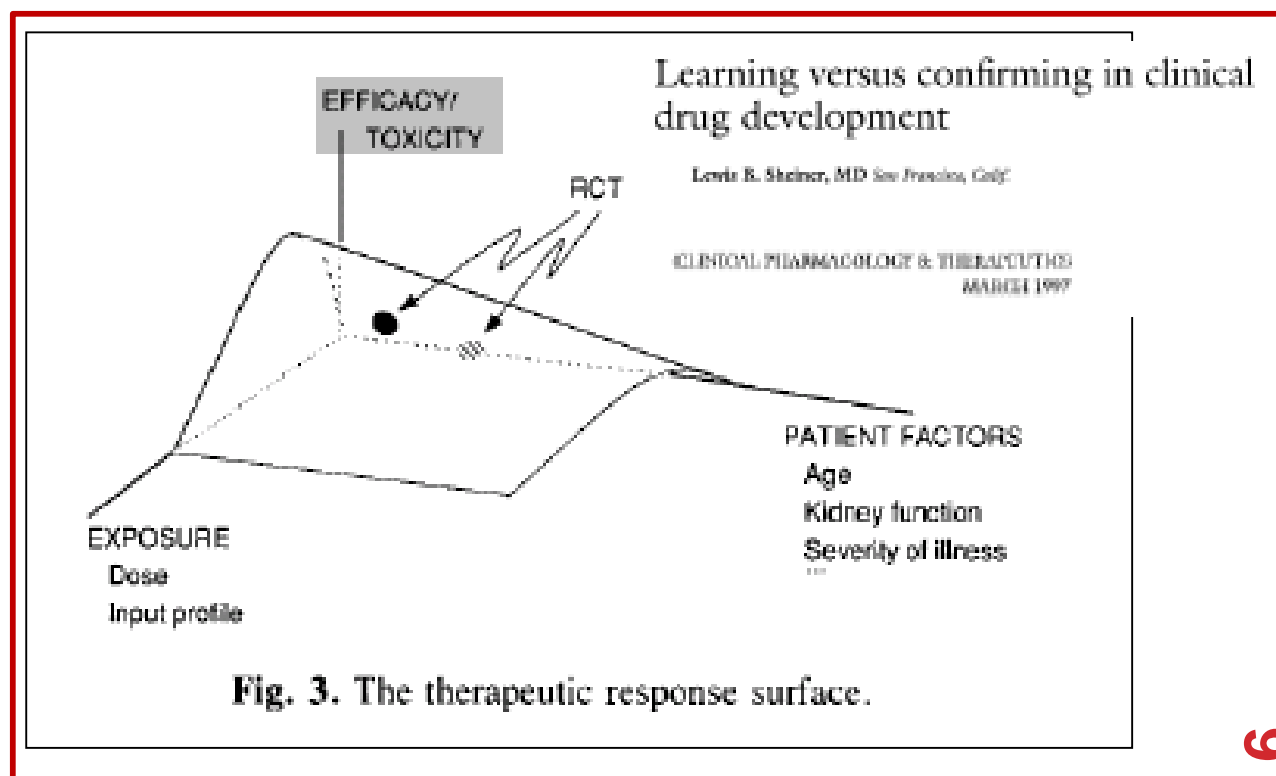 Learning versus confirming in clinical
drug development
Lewis B. Sheiner, MD San Francisco, Calif.
(CLINICAL PHARMACOLOGY & THERAPEUTICS
MARCH 1997
EFFICACY/
TOXICITY
RCT
PATIENT FACTORS
Age
Kidney function
Severity of illness
...
EXPOSURE
Dose
Input profile
Fig. 3. The therapeutic response surface.
6